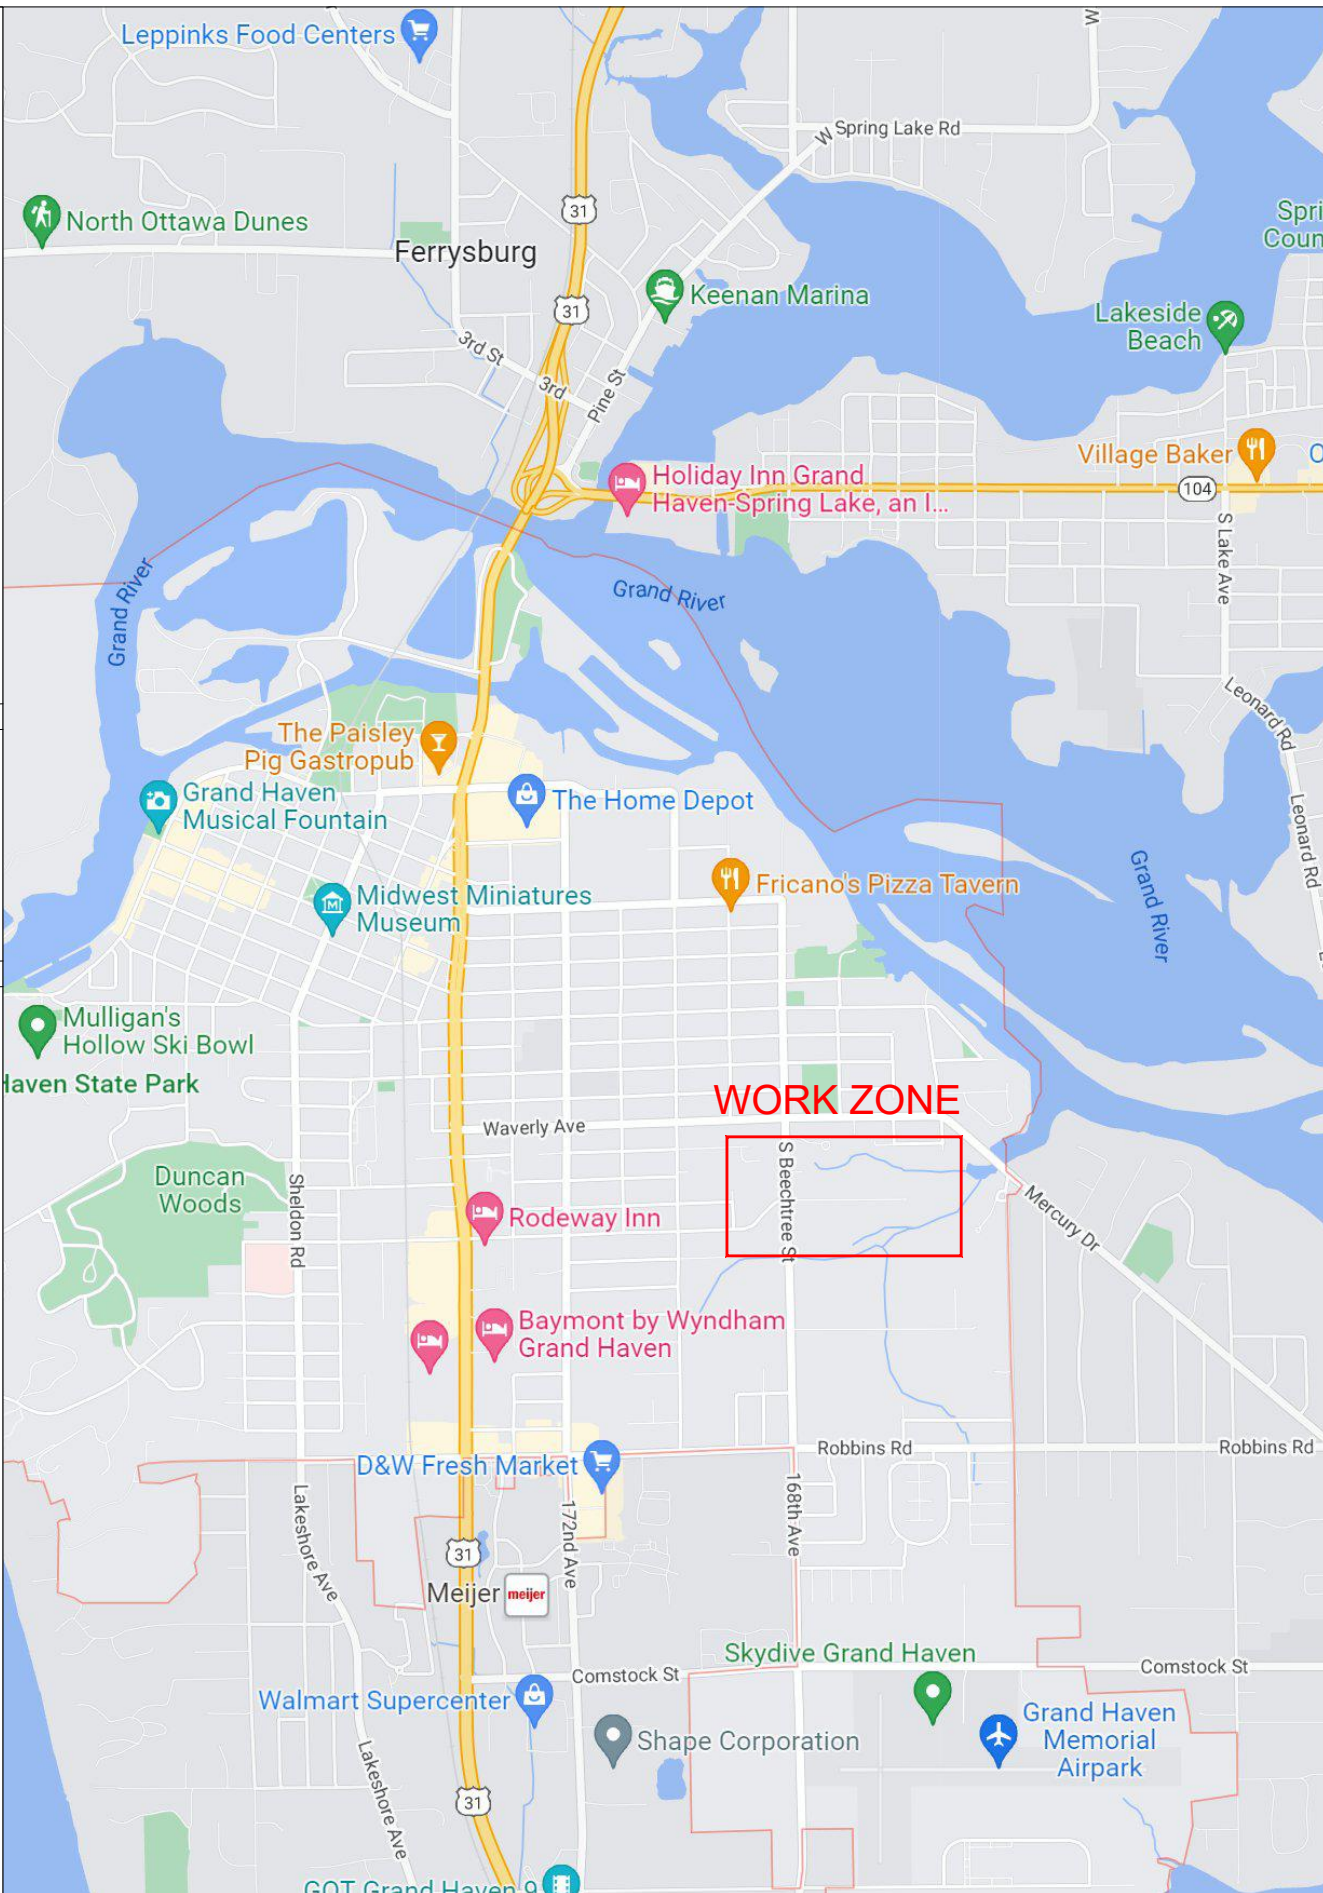 Leppinks Food Centers
W
W Spring Lake Rd
31
North Ottawa Dunes
Ferrysburg
Spri
Coun
31
Keenan Marina
Lakeside
Beach
3rd St
3rd
Pine St
Village Baker
O
Holiday Inn Grand
Haven-Spring Lake, an I...
104
S Lake Ave
Grand River
Grand River
Leonard Rd
The Paisley
Pig Gastropub
Grand Haven
Musical Fountain
The Home Depot
Leonard Rd
Grand River
Fricano's Pizza Tavern
Midwest Miniatures
Museum
Mulligan's
Hollow Ski Bowl
Haven State Park
WORK ZONE
Waverly Ave
S Beechtree St
Duncan
Woods
Sheldon Rd
Rodeway Inn
Mercury Dr
Baymont by Wyndham
Grand Haven
Robbins Rd
Robbins Rd
D&W Fresh Market
Lakeshore Ave
172nd Ave
168th Ave
31
Meijer
meijer
Skydive Grand Haven
Comstock St
Comstock St
Walmart Supercenter
Shape Corporation
Grand Haven
Memorial
Airpark
Lakeshore Ave
31
GQT Grand Haven 9